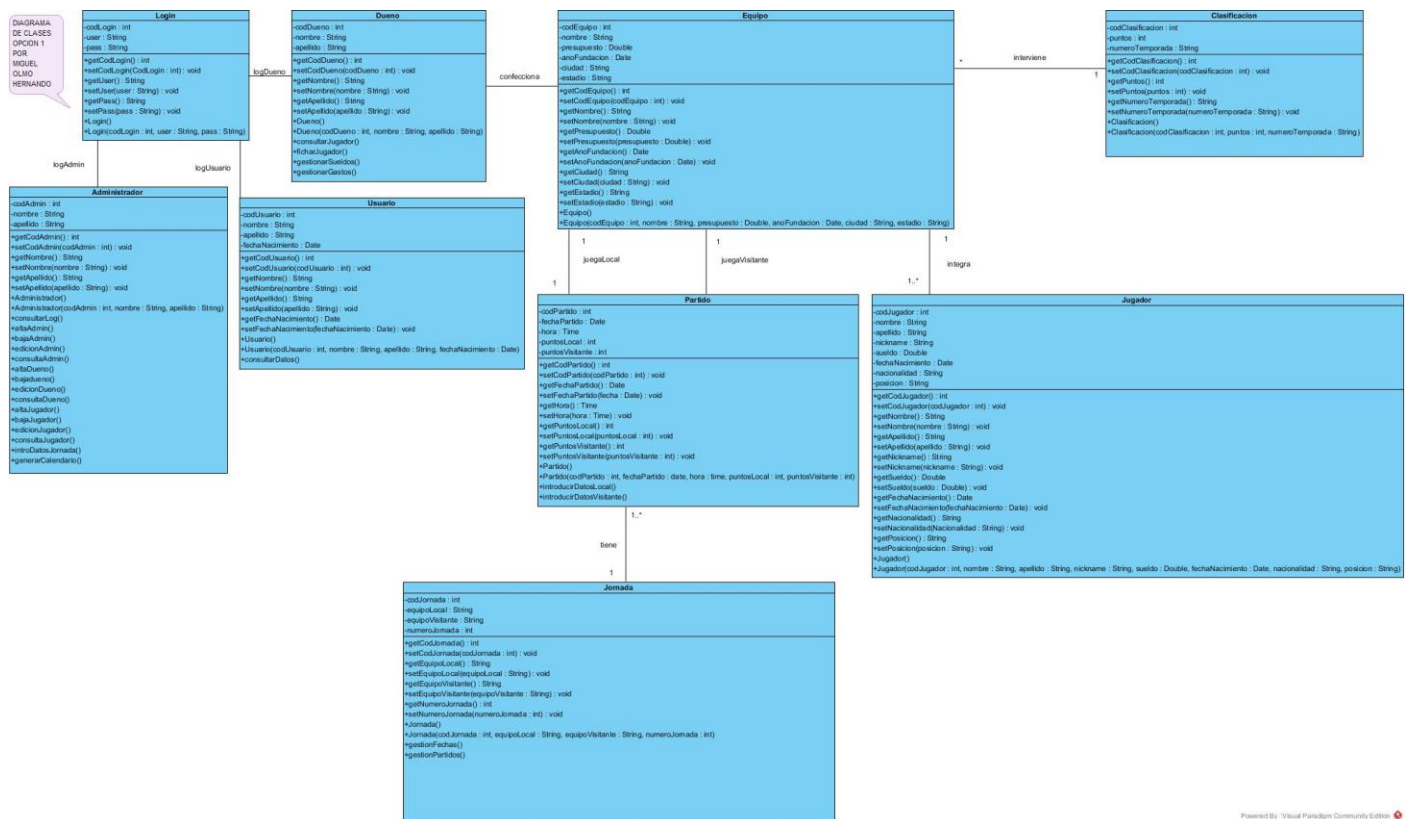 DIAGRAMA
DE CLASES
OPCION 1
POR
MIGUEL
OLMO
HERNANDO
Login
-codLogin : int
-user : String
-pass : String
+getCodLogin() : int
+setCodLogin(CodLogin : int) : void
+getUser() : String
+setUser(user : String) : void
+getPass() : String
+setPass(pass : String) : void
+Login()
+Login(codLogin : int, user : String, pass : String)
logDueno
Dueno
-codDueno : int
-nombre : String
-apellido : String
+getCodDueno() : int
+setCodDueno(codDueno : int) : void
+getNombre() : String
+setNombre(nombre : String) : void
+getApellido() : String
+setApellido(apellido : String) : void
+Dueno()
+Dueno(codDueno : int, nombre : String, apellido : String)
+consultarJugador()
+ficharJugador()
+gestionarSueldos()
+gestionarGastos()
confecciona
Equipo
-codEquipo : int
-nombre : String
-presupuesto : Double
-anoFundacion : Date
-ciudad : String
-estadio : String
+getCodEquipo() : int
+setCodEquipo(codEquipo : int) : void
+getNombre() : String
+setNombre(nombre : String) : void
+getPresupuesto() : Double
+setPresupuesto(presupuesto : Double) : void
+getAnoFundacion() : Date
+setAnoFundacion(anoFundacion : Date) : void
+getCiudad() : String
+setCiudad(ciudad : String) : void
+getEstadio() : String
+setEstadio(estadio : String) : void
+Equipo()
+Equipo(codEquipo : int, nombre : String, presupuesto : Double, anoFundacion : Date, ciudad : String, estadio : String)
interviene
*
1
Clasificacion
-codClasificacion : int
-puntos : int
-numeroTemporada : String
+getCodClasificacion() : int
+setCodClasificacion(codClasificacion : int) : void
+getPuntos() : int
+setPuntos(puntos : int) : void
+getNumeroTemporada() : String
+setNumeroTemporada(numeroTemporada : String) : void
+Clasificacion()
+Clasificacion(codClasificacion : int, puntos : int, numeroTemporada : String)
logAdmin
logUsuario
Administrador
-codAdmin : int
-nombre : String
-apellido : String
+getCodAdmin() : int
+setCodAdmin(codAdmin : int) : void
+getNombre() : String
+setNombre(nombre : String) : void
+getApellido() : String
+setApellido(apellido : String) : void
+Administrador()
+Administrador(codAdmin : int, nombre : String, apellido : String)
+consultarLog()
+altaAdmin()
+bajaAdmin()
+edicionAdmin()
+consultaAdmin()
+altaDueno()
+bajadueno()
+edicionDueno()
+consultaDueno()
+altaJugador()
+bajaJugador()
+edicionJugador()
+consultaJugador()
+introDatosJornada()
+generarCalendario()
Usuario
-codUsuario : int
-nombre : String
-apellido : String
-fechaNacimiento : Date
+getCodUsuario() : int
+setCodUsuario(codUsuario : int) : void
+getNombre() : String
+setNombre(nombre : String) : void
+getApellido() : String
+setApellido(apellido : String) : void
+getFechaNacimiento() : Date
+setFechaNacimiento(fechaNacimiento : Date) : void
+Usuario()
+Usuario(codUsuario : int, nombre : String, apellido : String, fechaNacimiento : Date)
+consultarDatos()
1
juegaLocal
1
1
juegaVisitante
1
integra
1..*
Partido
-codPartido : int
-fechaPartido : Date
-hora : Time
-puntosLocal : int
-puntosVisitante : int
+getCodPartido() : int
+setCodPartido(codPartido : int) : void
+getFechaPartido() : Date
+setFechaPartido(fecha : Date) : void
+getHora() : Time
+setHora(hora : Time) : void
+getPuntosLocal() : int
+setPuntosLocal(puntosLocal : int) : void
+getPuntosVisitante() : int
+setPuntosVisitante(puntosVisitante : int) : void
+Partido()
+Partido(codPartido : int, fechaPartido : date, hora : time, puntosLocal : int, puntosVisitante : int)
+introducirDatosLocal()
+introducirDatosVisitante()
Jugador
-codJugador : int
-nombre : String
-apellido : String
-nickname : String
-sueldo : Double
-fechaNacimiento : Date
-nacionalidad : String
-posicion : String
+getCodJugador() : int
+setCodJugador(codJugador : int) : void
+getNombre() : String
+setNombre(nombre : String) : void
+getApellido() : String
+setApellido(apellido : String) : void
+getNickname() : String
+setNickname(nickname : String) : void
+getSueldo() : Double
+setSueldo(sueldo : Double) : void
+getFechaNacimiento() : Date
+setFechaNacimiento(fechaNacimiento : Date) : void
+getNacionalidad() : String
+setNacionalidad(Nacionalidad : String) : void
+getPosicion() : String
+setPosicion(posicion : String) : void
+Jugador()
+Jugador(codJugador : int, nombre : String, apellido : String, nickname : String, sueldo : Double, fechaNacimiento : Date, nacionalidad : String, posicion : String)
1..*
tiene
1
Jornada
-codJornada : int
-equipoLocal : String
-equipoVisitante : String
-numeroJornada : int
+getCodJornada() : int
+setCodJornada(codJornada : int) : void
+getEquipoLocal() : String
+setEquipoLocal(equipoLocal : String) : void
+getEquipoVisitante() : String
+setEquipoVisitante(equipoVisitante : String) : void
+getNumeroJornada() : int
+setNumeroJornada(numeroJornada : int) : void
+Jornada()
+Jornada(codJornada : int, equipoLocal : String, equipoVisitante : String, numeroJornada : int)
+gestionFechas()
+gestionPartidos()
Powered By Visual Paradigm Community Edition